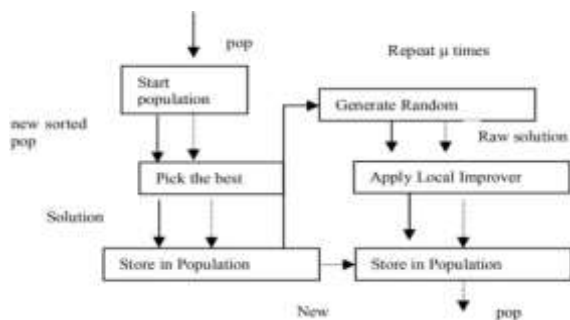 pop
Repeat μ times
Start
population
Generate Random
new sorted
pop
Raw solution
Pick the best
Apply Local Improver
Solution
Store in Population
Store in Population
New
pop